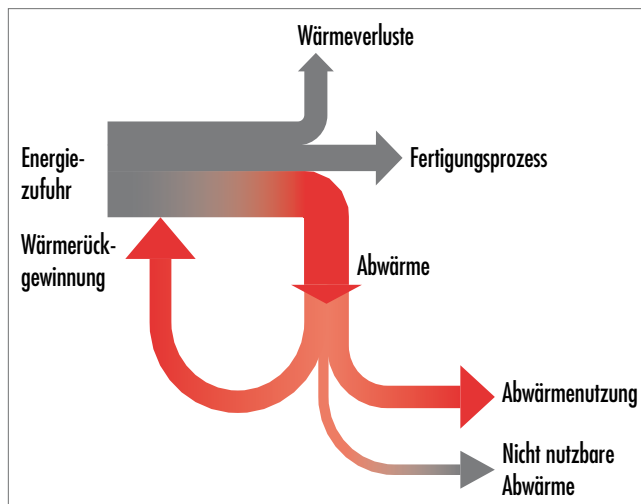 Wärmeverluste
Energie-
zufuhr
Fertigungsprozess
Wärmerück-
gewinnung
Abwärme
Abwärmenutzung
Nicht nutzbare
Abwärme